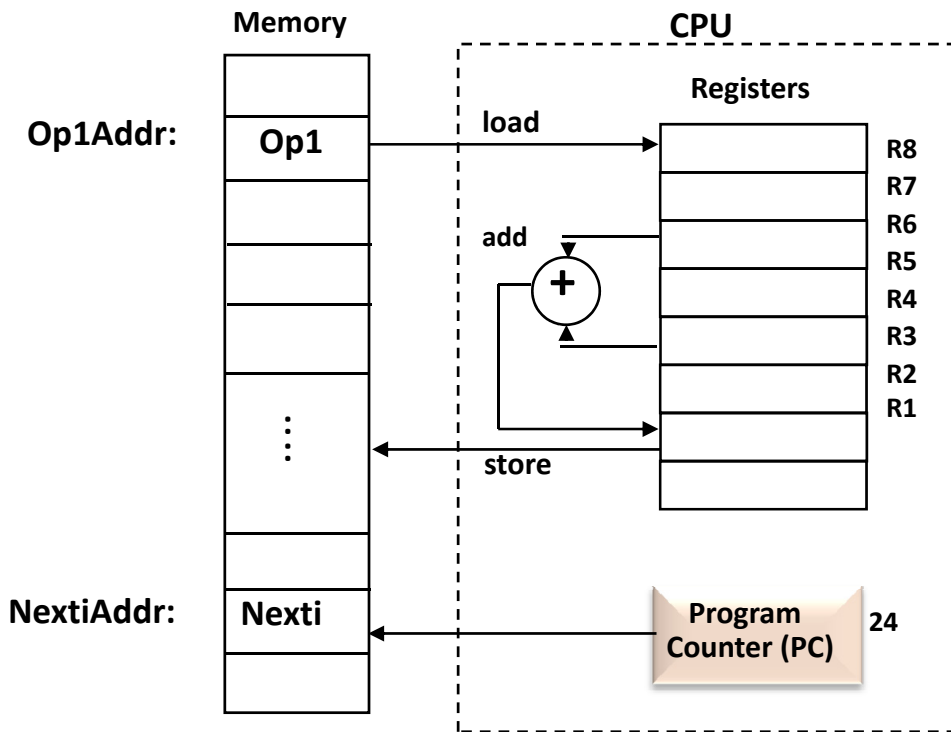 Memory
CPU
Registers
Op1Addr:
Op1
load
R8
R7
R6
add
R5
+
R4
R3
R2
R1
store
NextiAddr:
Nexti
Program
Counter (PC)
24